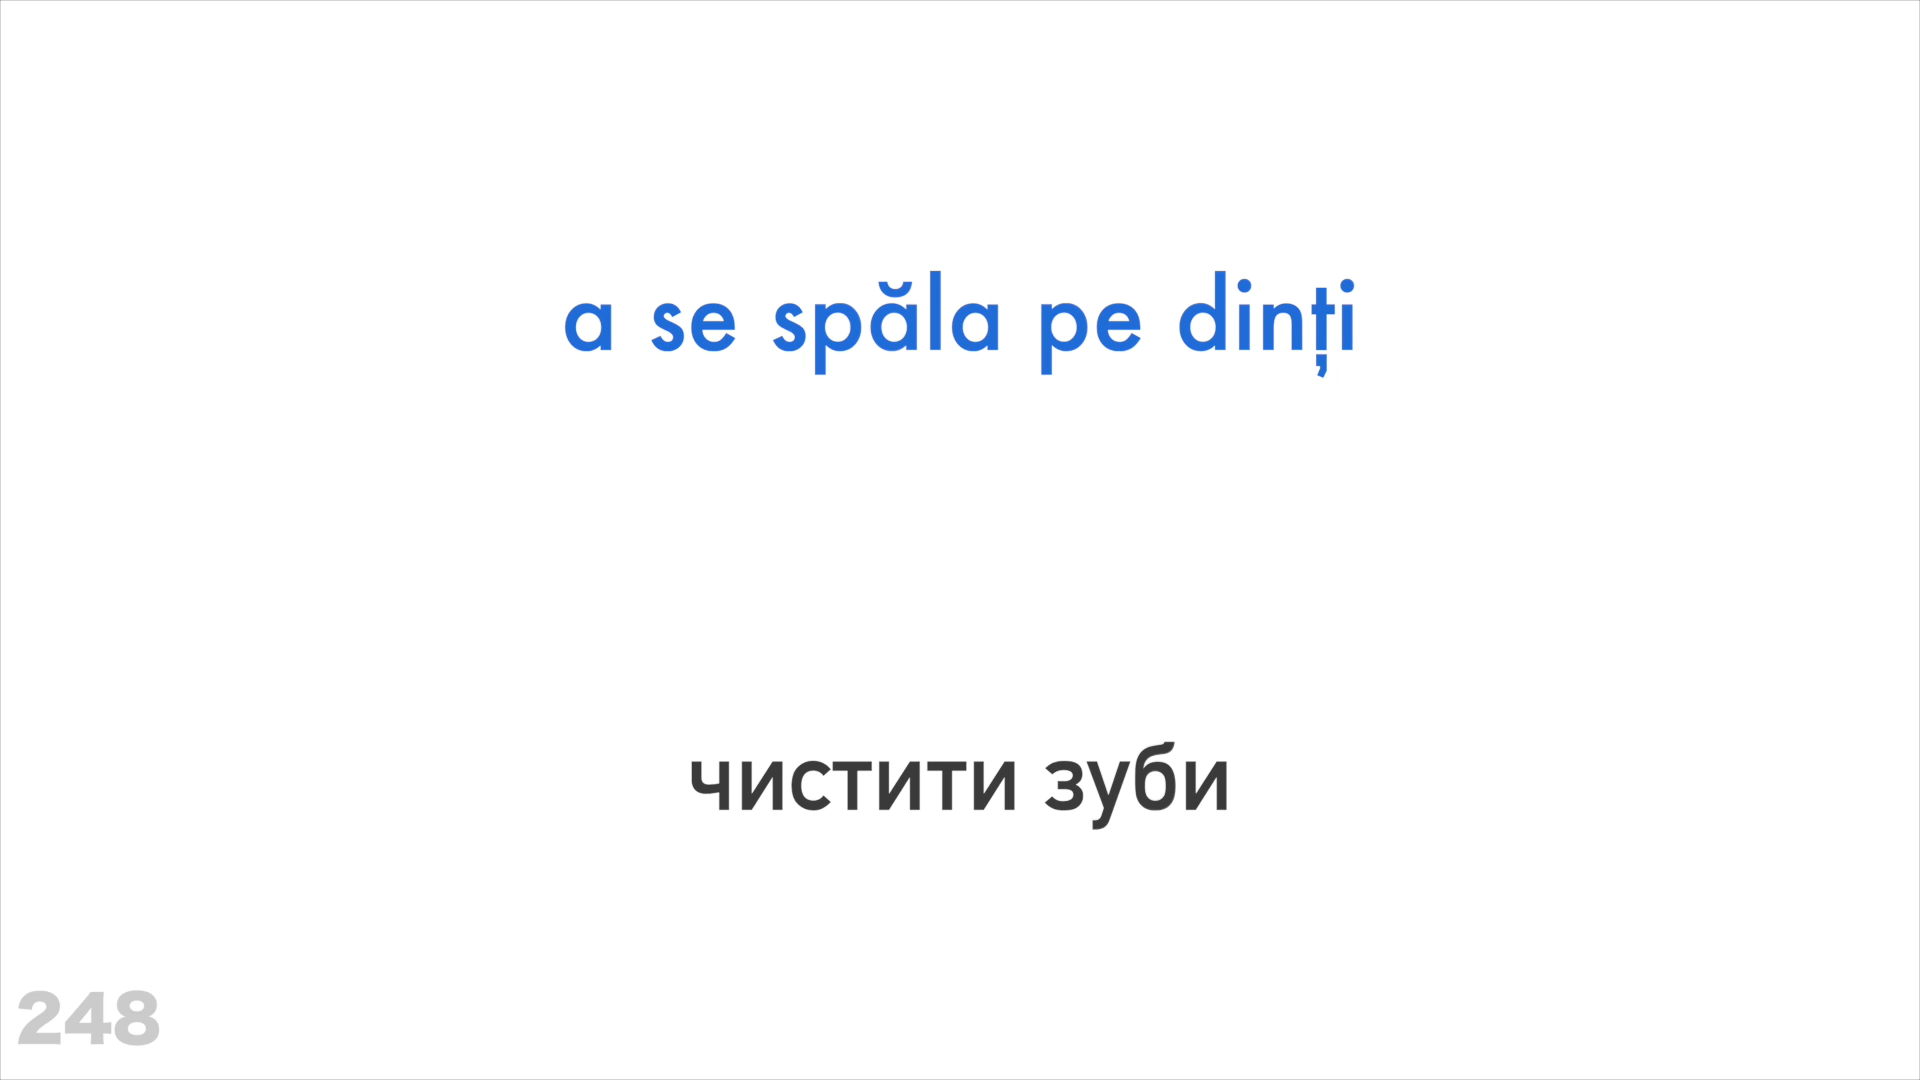 a se spăla pe dinți
чистити зуби
248